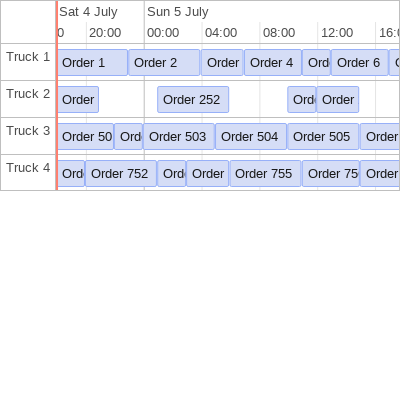 Sat 4 July Sun 5 July
0 20:00 00:00 04:00 08:00 12:00 16:0
Truck 1 Order 1 Order 2 Order Order 4 Ord Order 6
Truck 2 Order Order 252 Ord Order
Truck 3 Order 50 Ord Order 503 Order 504 Order 505 Order
Truck 4 Ord Order 752 Ord Order Order 755 Order 75 Order